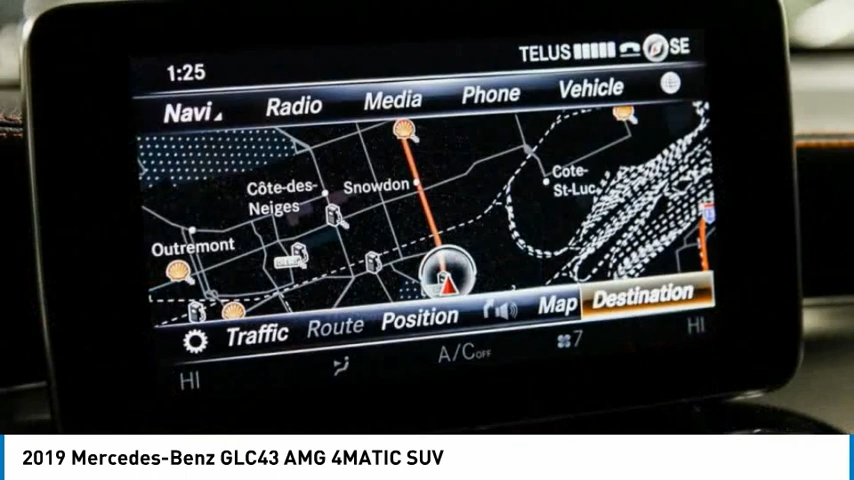 1:25
TELUS SE
Navi Radio Media Phone Vehicle
Côte-des-
Neiges
Snowdon
Côte-
St-Luc
Outremont
Traffic Route Position Map Destination
HI A/C OFF 7 HI
2019 Mercedes-Benz GLC43 AMG 4MATIC SUV